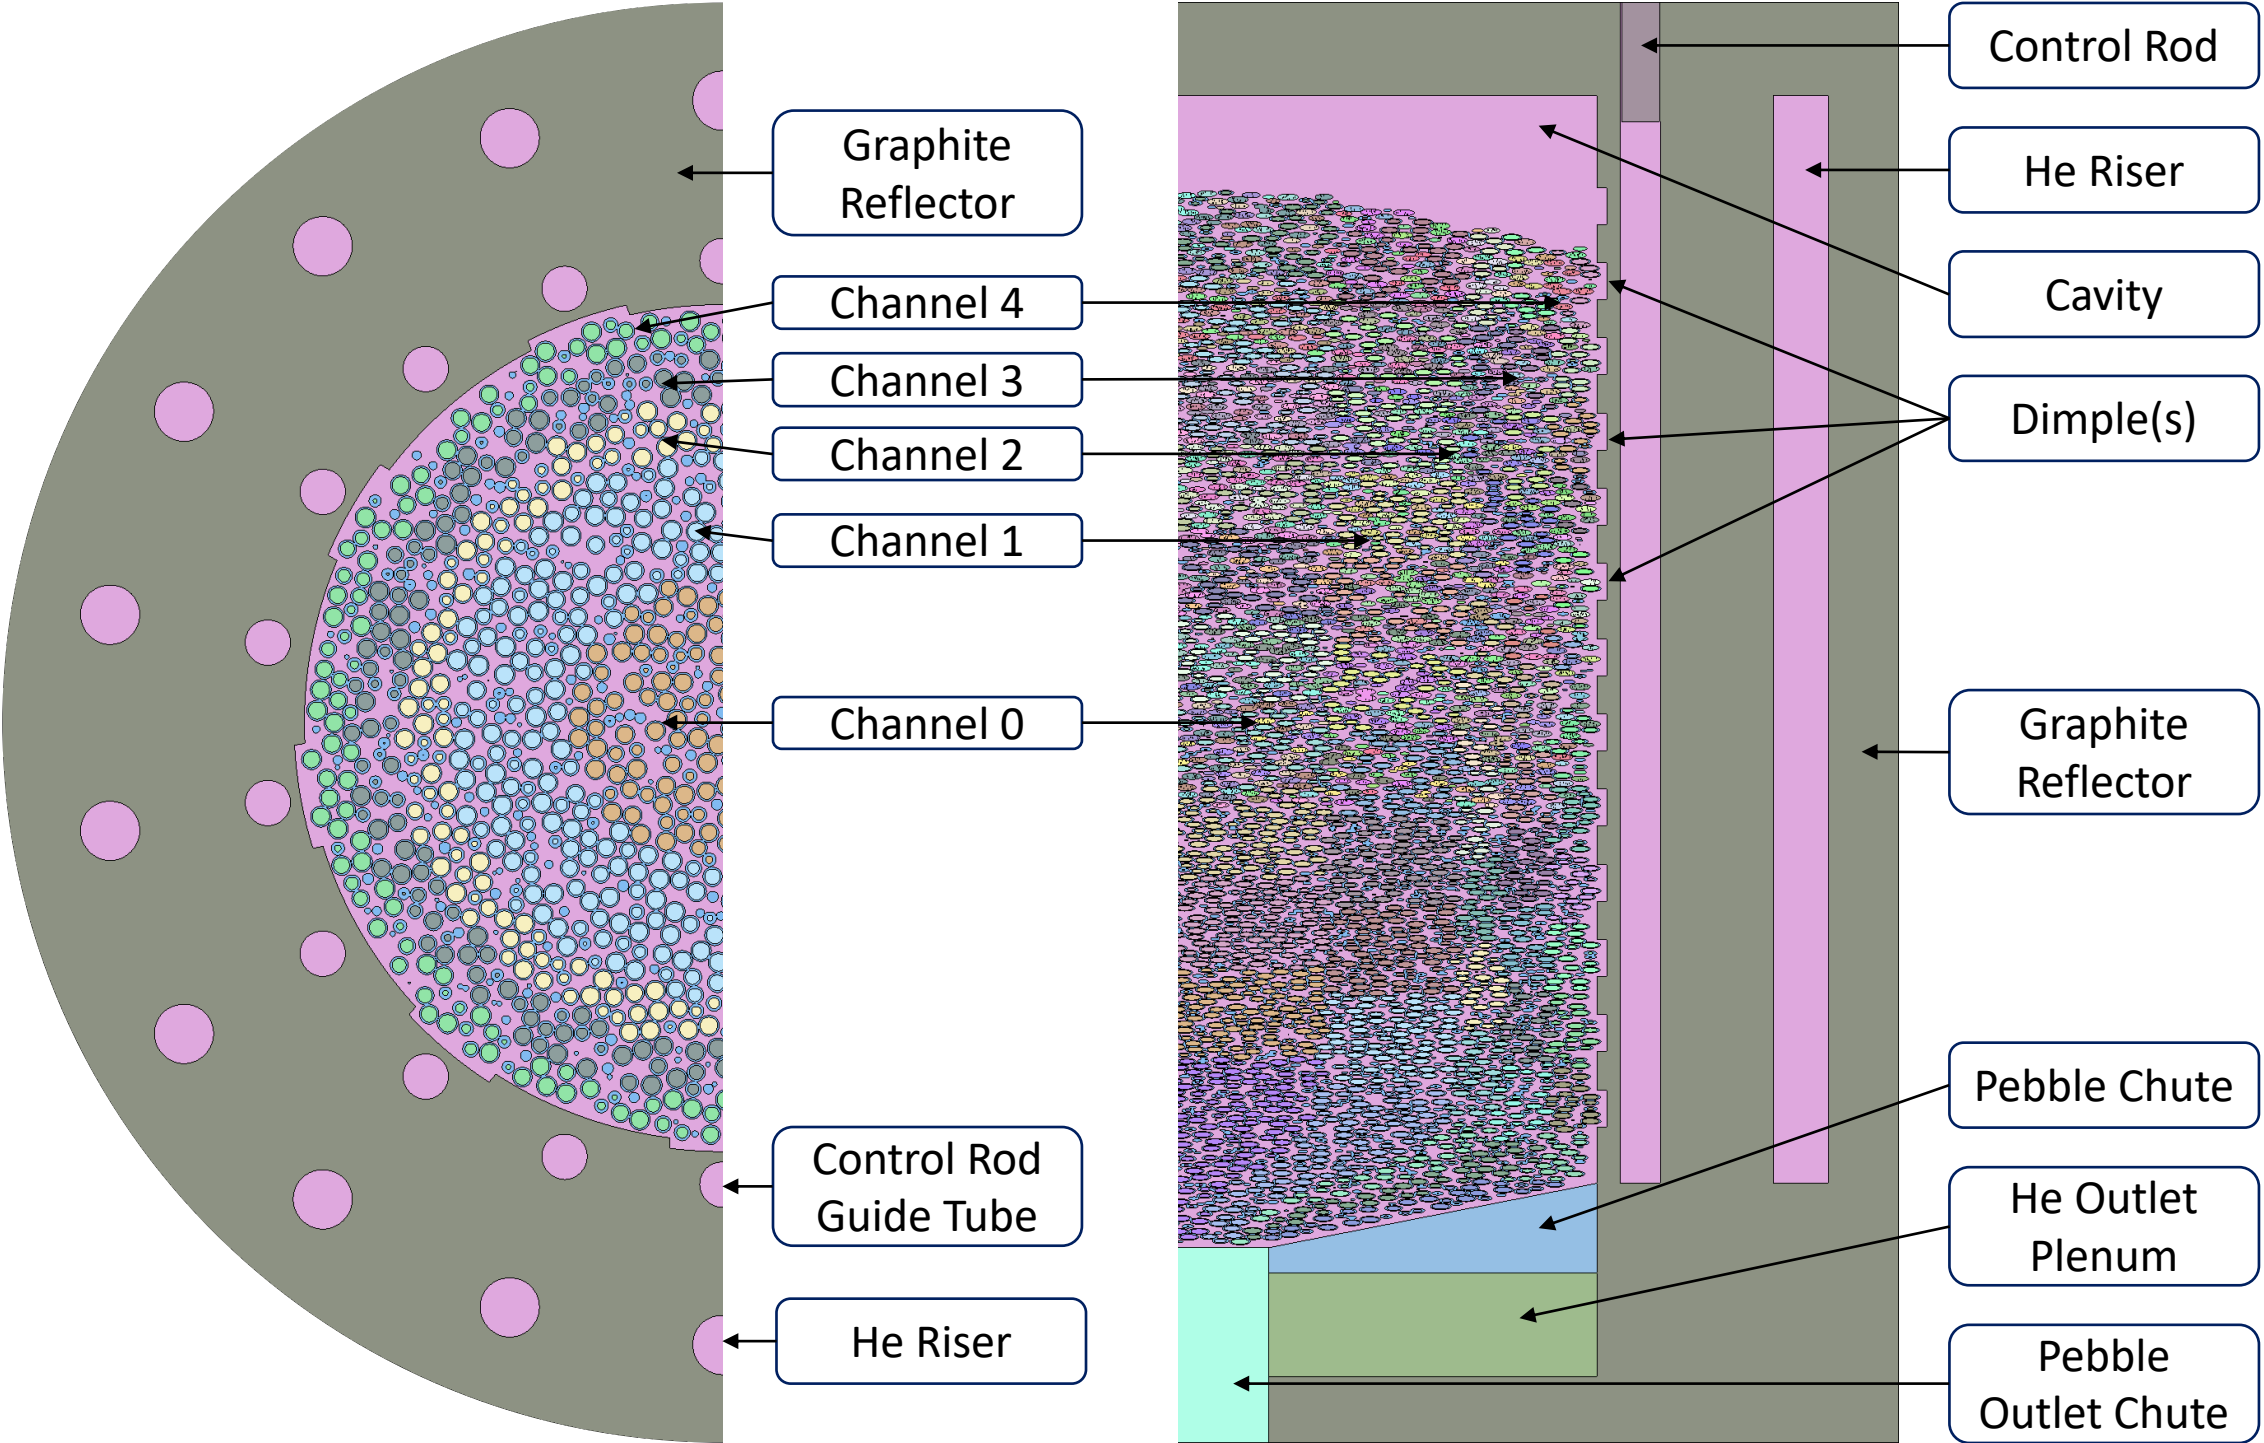 Graphite
Reflector
Channel 4
Channel 3
Channel 2
Channel 1
Channel 0
Control Rod
Guide Tube
He Riser
Control Rod
He Riser
Cavity
Dimple(s)
Graphite
Reflector
Pebble Chute
He Outlet
Plenum
Pebble
Outlet Chute